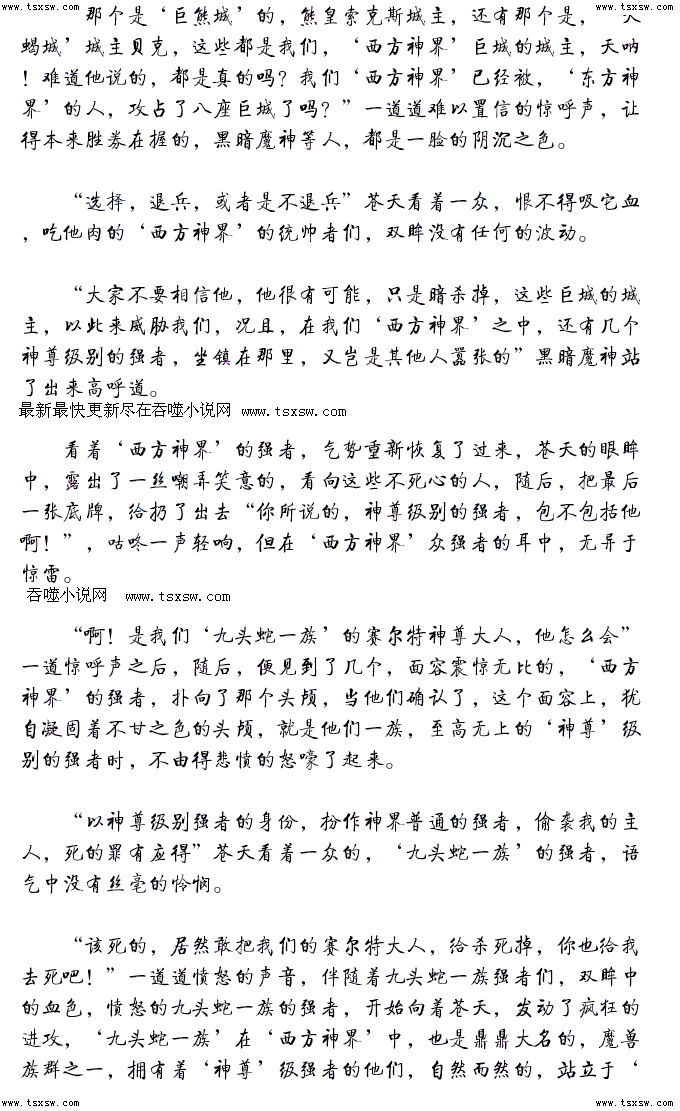 www.tsxsw.com www.tsxsw.com www.tsxsw.com www.tsxsw.com
那个是‘巨熊城’的，熊皇索克斯城主，还有那个是，‘
蝎城’城主贝克，这些都是我们，‘西方神界’巨城的城主，天呐
！难道他说的，都是真的吗？我们‘西方神界’已经被，‘东方神
界’的人，攻占了八座巨城了吗？”一道道难以置信的惊呼声，让
得本来胜券在握的，黑暗魔神等人，都是一脸的阴沉之色。
“选择，退兵，或者是不退兵”苍天看着一众，恨不得吸它血
，吃他肉的‘西方神界’的统帅者们，双眸没有任何的波动。
“大家不要相信他，他很有可能，只是暗杀掉，这些巨城的城
主，以此来威胁我们，况且，在我们‘西方神界’之中，还有几个
神尊级别的强者，坐镇在那里，又岂是其他人嚣张的”黑暗魔神站
了出来高呼道。
最新最快更新尽在吞噬小说网 www.tsxsw.com
看着‘西方神界’的强者，气势重新恢复了过来，苍天的眼眸
中，露出了一丝嘲弄笑意的，看向这些不死心的人，随后，把最后
一张底牌，给扔了出去“你所说的，神尊级别的强者，包不包括他
啊！”，咕咚一声轻响，但在‘西方神界’众强者的耳中，无异于
惊雷。
吞噬小说网 www.tsxsw.com
“啊！是我们‘九头蛇一族’的赛尔特神尊大人，他怎么会”
一道惊呼声之后，随后，便见到了几个，面容震惊无比的，‘西方
神界’的强者，扑向了那个头颅，当他们确认了，这个面容上，犹
自凝固着不甘之色的头颅，就是他们一族，至高无上的‘神尊’级
别的强者时，不由得悲愤的怒嚎了起来。
“以神尊级别强者的身份，扮作神界普通的强者，偷袭我的主
人，死的罪有应得”苍天看着一众的，‘九头蛇一族’的强者，语
气中没有丝毫的怜悯。
“该死的，居然敢把我们的赛尔特大人，给杀死掉，你也给我
去死吧！”一道道愤怒的声音，伴随着九头蛇一族强者们，双眸中
的血色，愤怒的九头蛇一族的强者，开始向着苍天，发动了疯狂的
进攻，‘九头蛇一族’在‘西方神界’中，也是鼎鼎大名的，魔兽
族群之一，拥有着‘神尊’级强者的他们，自然而然的，站立于‘
www.tsxsw.com www.tsxsw.com www.tsxsw.com www.tsxsw.com